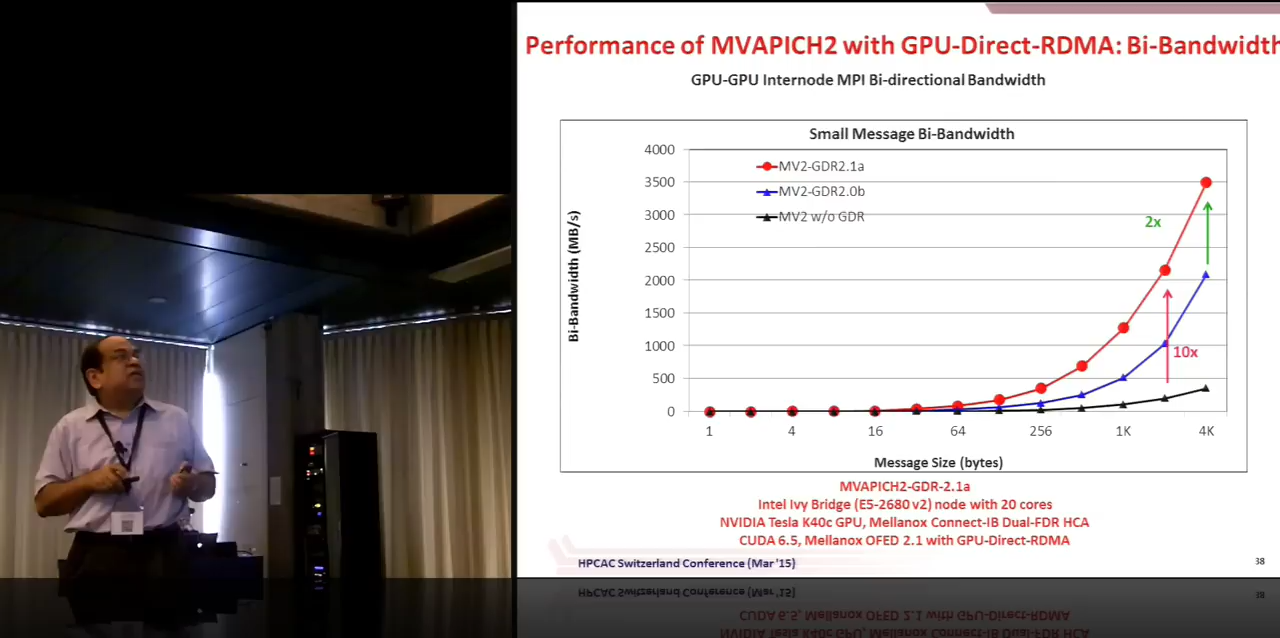 Performance of MVAPICH2 with GPU-Direct-RDMA: Bi-Bandwidth
GPU-GPU Internode MPI Bi-directional Bandwidth
Small Message Bi-Bandwidth
4000
3500
3000
2500
2000
1500
1000
500
0
Bi-Bandwidth (MB/s)
MV2-GDR2.1a
MV2-GDR2.0b
MV2 w/o GDR
2x
10x
1
4
16
64
256
1K
4K
Message Size (bytes)
MVAPICH2-GDR-2.1a
Intel Ivy Bridge (E5-2680 v2) node with 20 cores
NVIDIA Tesla K40c GPU, Mellanox Connect-IB Dual-FDR HCA
CUDA 6.5, Mellanox OFED 2.1 with GPU-Direct-RDMA
HPCAC Switzerland Conference (Mar '15)
38